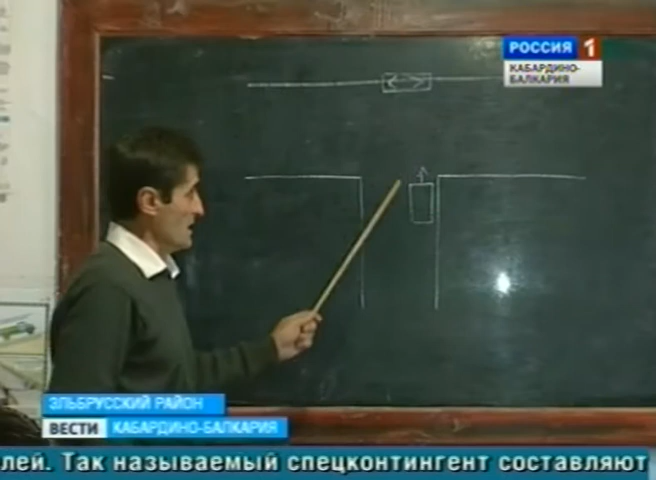 РОССИЯ 1
КАБАРДИНО-
БАЛКАРИЯ
ЭЛЬБРУССКИЙ РАЙОН
ВЕСТИ КАБАРДИНО-БАЛКАРИЯ
лей. Так называемый спецконтингент составляют